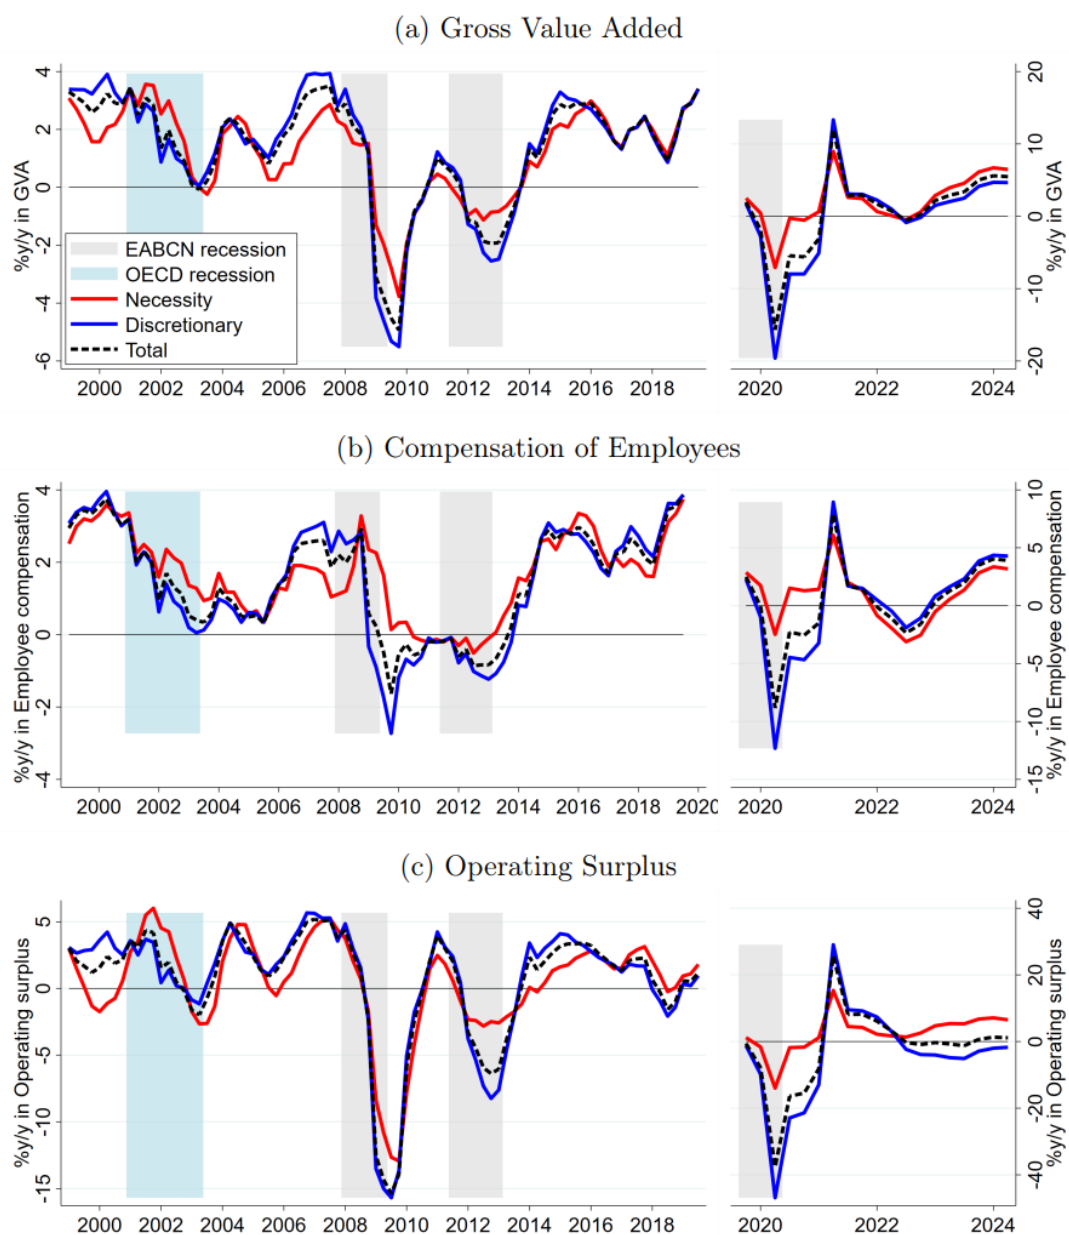 (a) Gross Value Added
%y/y in GVA
4
2
0
-2
-4
-6
EABCN recession
OECD recession
Necessity
Discretionary
Total
2000 2002 2004 2006 2008 2010 2012 2014 2016 2018
20
10
0
-10
-20
%y/y in GVA
2020 2022 2024
(b) Compensation of Employees
%y/y in Employee compensation
4
2
0
-2
-4
2000 2002 2004 2006 2008 2010 2012 2014 2016 2018 2020
10
5
0
-5
-10
-15
%y/y in Employee compensation
2020 2022 2024
(c) Operating Surplus
%y/y in Operating surplus
5
0
-5
-10
-15
2000 2002 2004 2006 2008 2010 2012 2014 2016 2018
40
20
0
-20
-40
%y/y in Operating surplus
2020 2022 2024